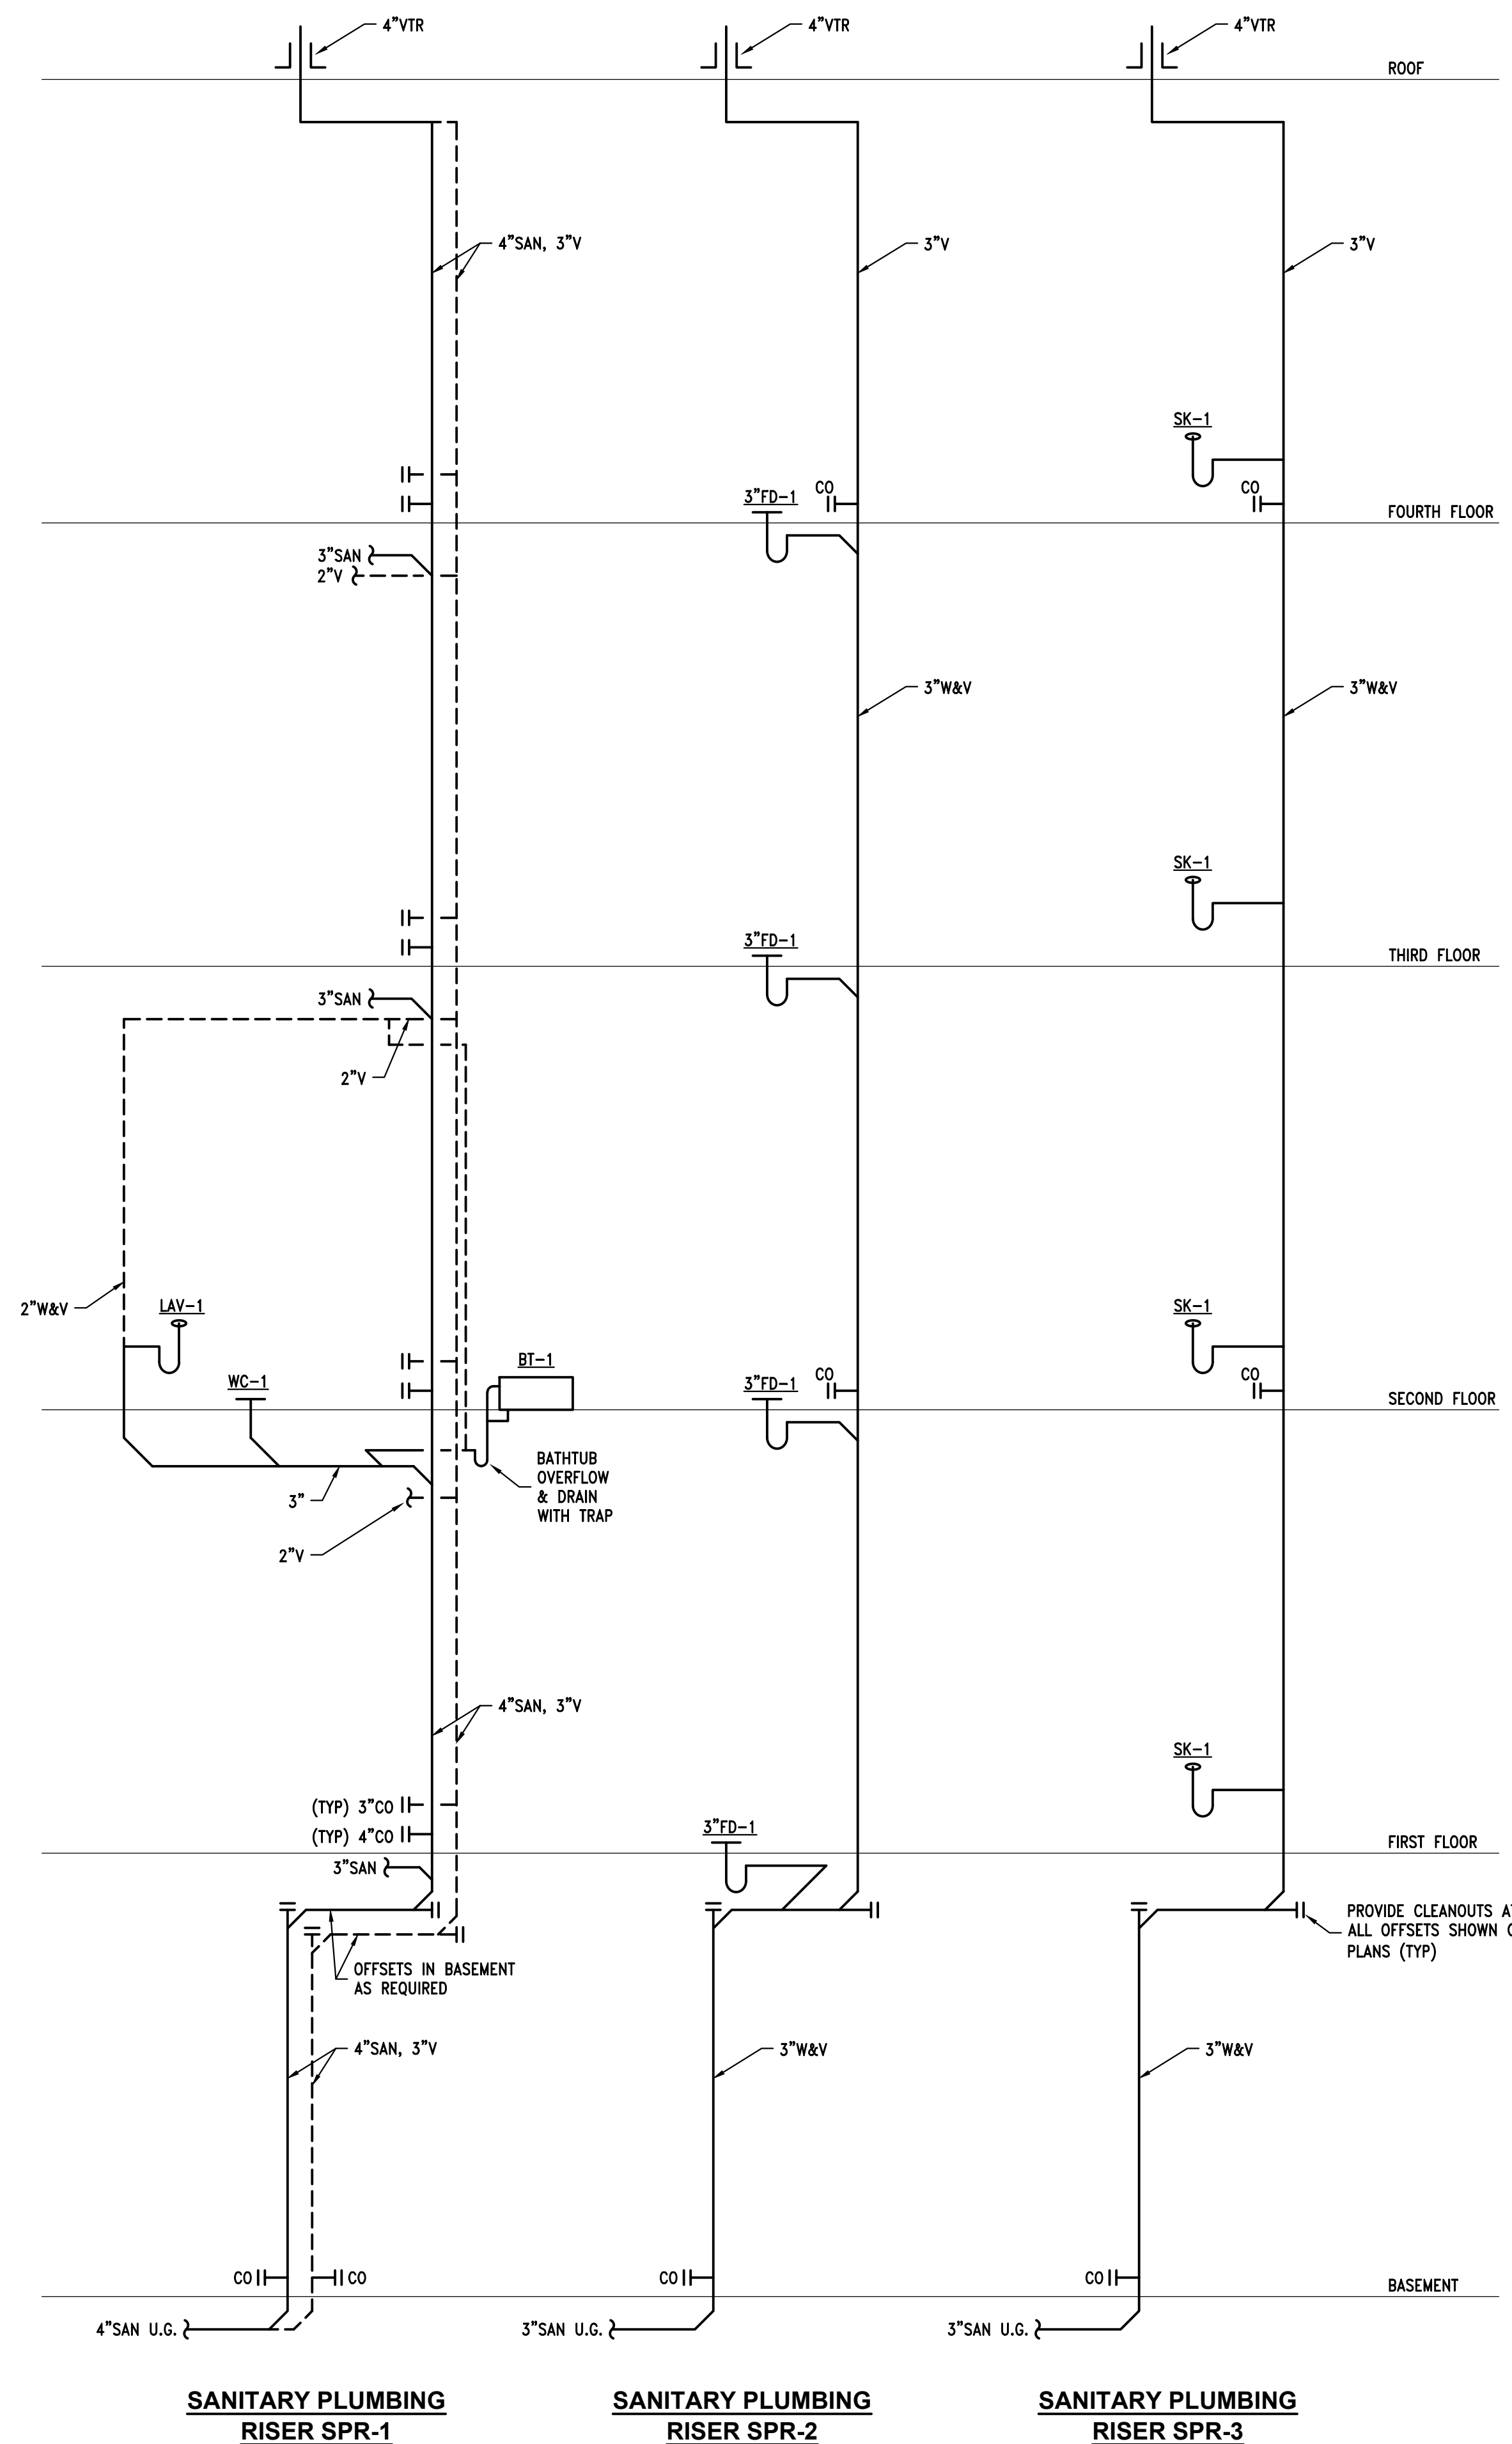 4"VTR
4"VTR
4"VTR
ROOF
4"SAN, 3"V
3"V
3"V
SK-1
3"FD-1
CO
CO
FOURTH FLOOR
3"SAN
2"V
3"W&V
3"W&V
SK-1
3"FD-1
THIRD FLOOR
3"SAN
2"V
2"W&V
LAV-1
SK-1
WC-1
BT-1
3"FD-1
CO
CO
SECOND FLOOR
BATHTUB
OVERFLOW
& DRAIN
WITH TRAP
3"
2"V
4"SAN, 3"V
SK-1
(TYP) 3"CO
(TYP) 4"CO
3"FD-1
FIRST FLOOR
3"SAN
PROVIDE CLEANOUTS
ALL OFFSETS SHOWN
PLANS (TYP)
OFFSETS IN BASEMENT
AS REQUIRED
4"SAN, 3"V
3"W&V
3"W&V
CO
CO
CO
CO
BASEMENT
4"SAN U.G.
3"SAN U.G.
3"SAN U.G.
SANITARY PLUMBING
RISER SPR-1
SANITARY PLUMBING
RISER SPR-2
SANITARY PLUMBING
RISER SPR-3